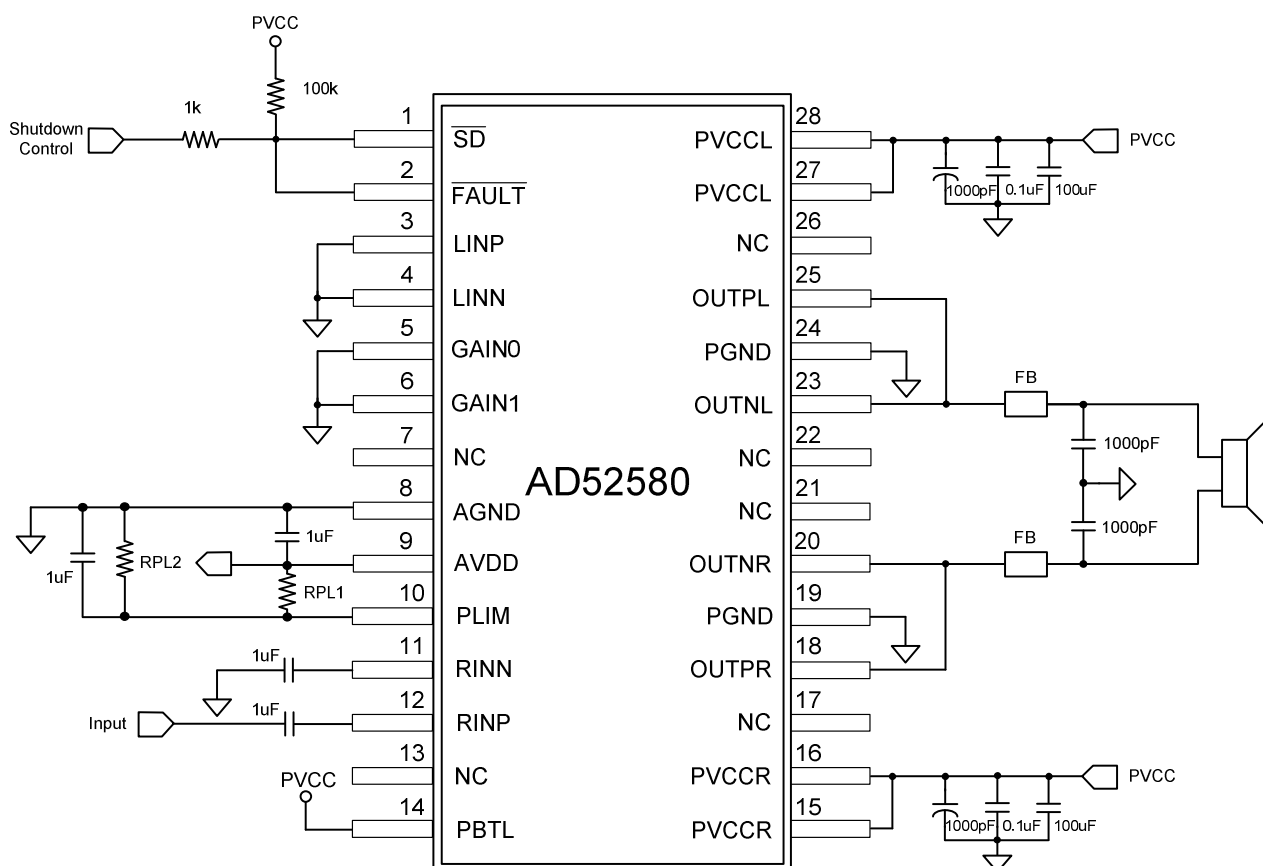 PVCC
100k
1k
Shutdown
Control
1
SD
2
FAULT
3
LINP
4
LINN
5
GAIN0
6
GAIN1
7
NC
8
AGND
9
AVDD
10
PLIM
11
RINN
12
RINP
13
NC
14
PBTL
1uF
RPL2
1uF
RPL1
1uF
Input
1uF
PVCC
AD52580
28
PVCCL
27
PVCCL
26
NC
25
OUTPL
24
PGND
23
OUTNL
22
NC
21
NC
20
OUTNR
19
PGND
18
OUTPR
17
NC
16
PVCCR
15
PVCCR
PVCC
1000pF
0.1uF
100uF
FB
1000pF
1000pF
FB
PVCC
1000pF
0.1uF
100uF